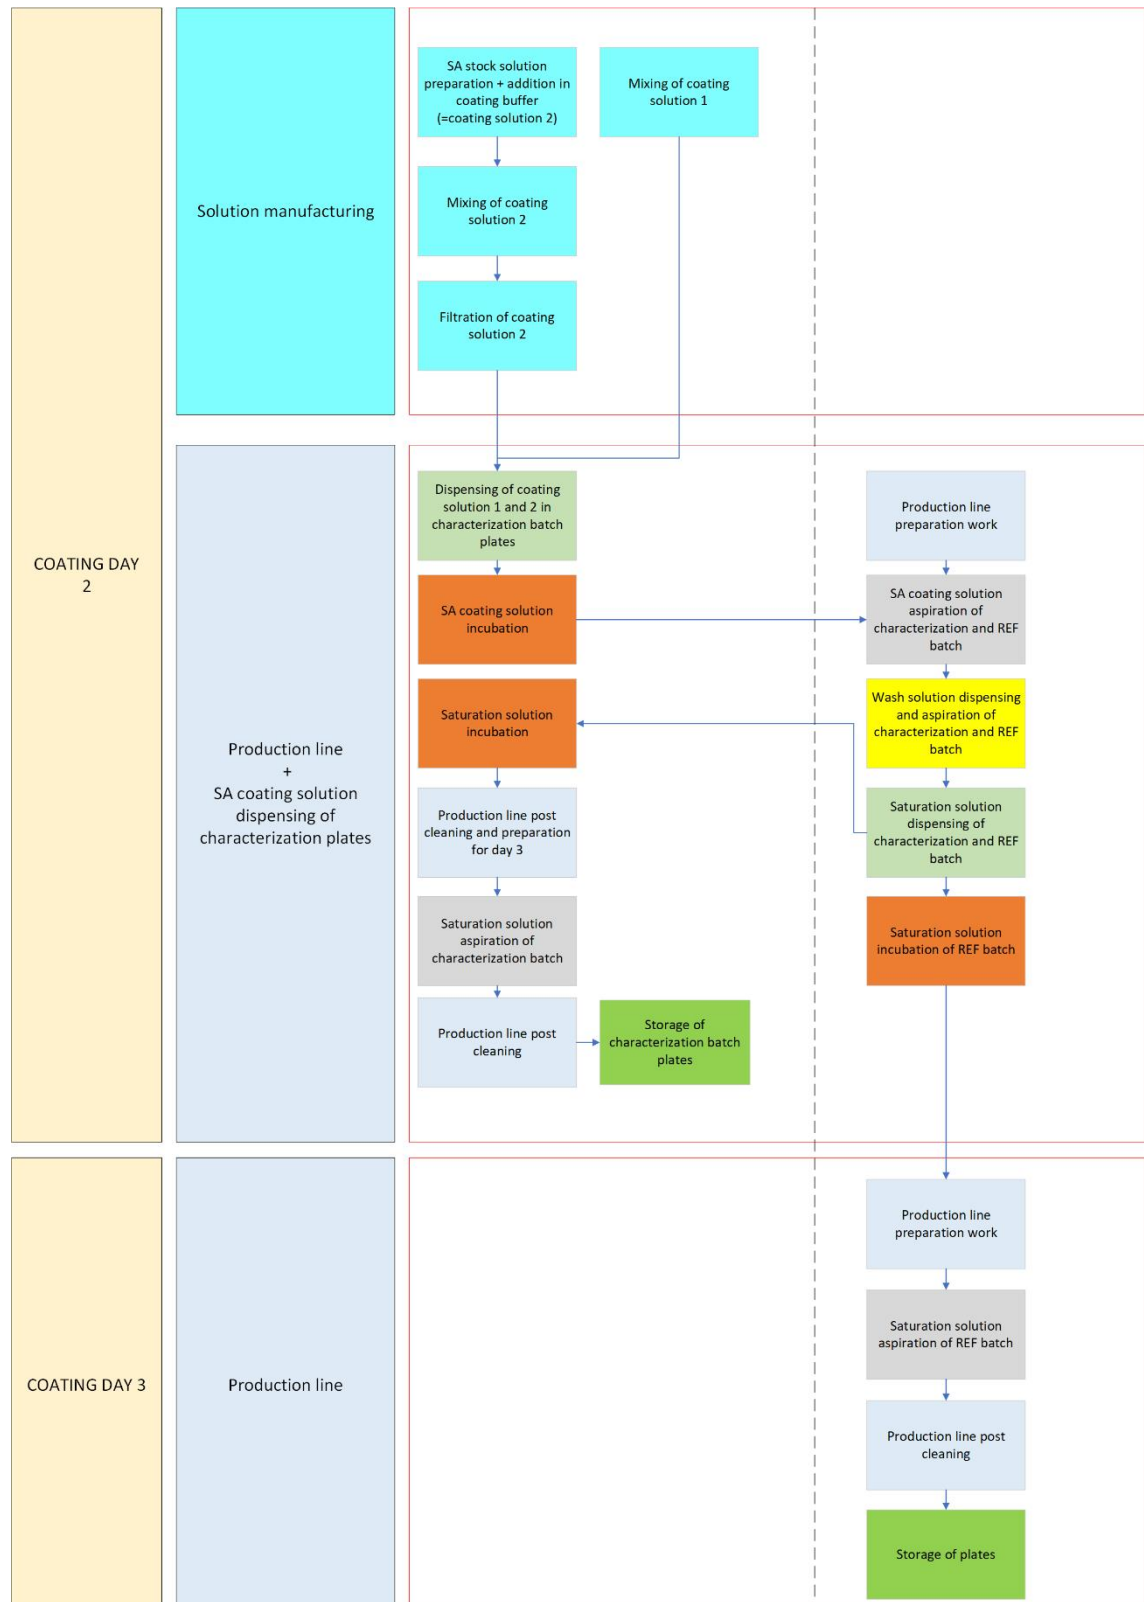 COATING DAY
2
Solution manufacturing
SA stock solution
preparation + addition in
coating buffer
(=coating solution 2)
Mixing of coating
solution 1
Mixing of coating
solution 2
Filtration of coating
solution 2
Production line
+
SA coating solution
dispensing of
characterization plates
Dispensing of coating
solution 1 and 2 in
characterization batch
plates
SA coating solution
incubation
Saturation solution
incubation
Production line post
cleaning and preparation
for day 3
Saturation solution
aspiration of
characterization batch
Production line post
cleaning
Storage of
characterization batch
plates
Production line
preparation work
SA coating solution
aspiration of
characterization and REF
batch
Wash solution dispensing
and aspiration of
characterization and REF
batch
Saturation solution
dispensing of
characterization and REF
batch
Saturation solution
incubation of REF batch
COATING DAY 3
Production line
Production line
preparation work
Saturation solution
aspiration of REF batch
Production line post
cleaning
Storage of plates